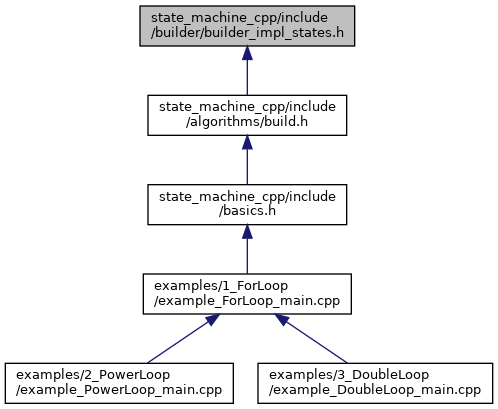 state_machine_cpp/include
/builder/builder_impl_states.h
state_machine_cpp/include
/algorithms/build.h
state_machine_cpp/include
/basics.h
examples/1_ForLoop
/example_ForLoop_main.cpp
examples/2_PowerLoop
/example_PowerLoop_main.cpp
examples/3_DoubleLoop
/example_DoubleLoop_main.cpp